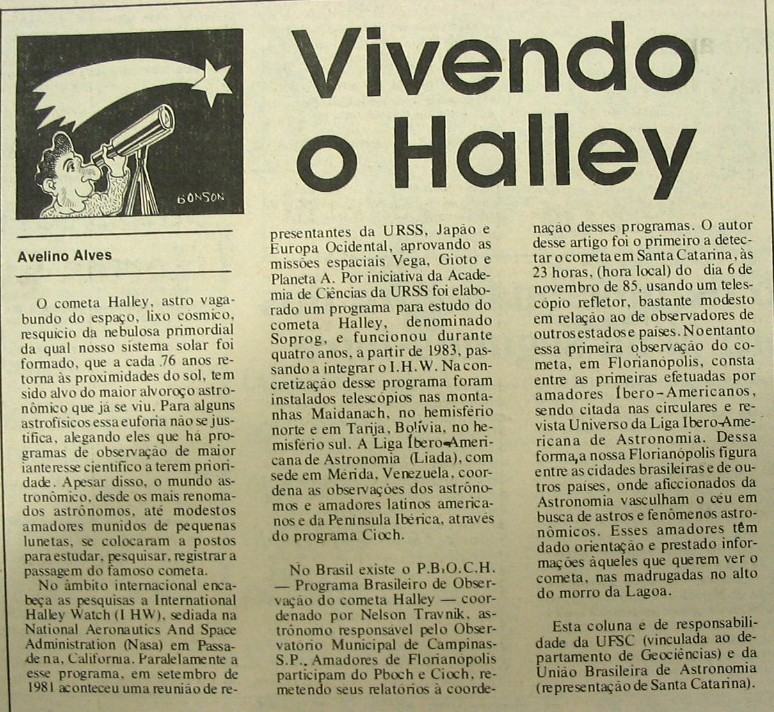 Vivendo
o Halley
BONSON
Avelino Alves
O cometa Halley, astro vaga-
bundo do espaço, lixo cósmico,
resquício da nebulosa primordial
da qual nosso sistema solar foi
formado, que a cada 76 anos re-
torna às proximidades do sol, tem
sido alvo do maior alvoroço astro-
nômico que já se viu. Para alguns
astrofísicos essa euforia não se jus-
tifica, alegando eles que há pro-
gramas de observação de maior
ianteresse científico a terem priori-
dade. Apesar disso, o mundo as-
tronômico, desde os mais renoma-
dos astrônomos, até modestos
amadores munidos de pequenas
lunetas, se colocaram a postos
para estudar, pesquisar, registrar a
passagem do famoso cometa.
No âmbito internacional enca-
beça as pesquisas a International
Halley Watch (I HW), sediada na
National Aeronautics And Space
Administration (Nasa) em Passa-
de na, California. Paralelamente a
esse programa, em setembro de
1981 aconteceu uma reunião de re-
presentantes da URSS, Japão e
Europa Ocidental, aprovando as
missões espaciais Vega, Gioto e
Planeta A. Por iniciativa da Acade-
mia de Ciências da URSS foi elabo-
rado um programa para estudo do
cometa Halley, denominado
Soprog, e funcionou durante
quatro anos, a partir de 1983, pas-
sando a integrar o I.H.W. Na con-
cretização desse programa foram
instalados telescópios nas monta-
nhas Maidanach, no hemisfério
norte e em Tarija, Bolívia, no he-
misfério sul. A Liga Íbero-Ameri-
cana de Astronomia (Liada), com
sede em Mérida, Venezuela, coor-
dena as observações dos astrôno-
mos e amadores latinos america-
nos e da Península Ibérica, através
do programa Cioch.
No Brasil existe o P.B.O.C.H.
— Programa Brasileiro de Obser-
vação do cometa Halley — coor-
denado por Nelson Travnik, as-
trônomo responsável pelo Obser-
vatorio Municipal de Campinas-
S.P., Amadores de Florianópolis
participam do Pboch e Cioch, re-
metendo seus relatórios à coorde-
nação desses programas. O autor
desse artigo foi o primeiro a detec-
tar o cometa em Santa Catarina, às
23 horas, (hora local) do dia 6 de
novembro de 85, usando um teles-
cópio refletor, bastante modesto
em relação ao de observadores de
outros estados e países. No entanto
essa primeira observação do co-
meta, em Florianópolis, consta
entre as primeiras efetuadas por
amadores Íbero-Americanos,
sendo citada nas circulares e re-
vista Universo da Liga Ibero-Ame-
ricana de Astronomia. Dessa
forma,a nossa Florianópolis figura
entre as cidades brasileiras e de ou-
tros países, onde aficcionados da
Astronomia vasculham o céu em
busca de astros e fenômenos astro-
nômicos. Esses amadores têm
dado orientação e prestado infor-
mações àqueles que querem ver o
cometa, nas madrugadas no alto
do morro da Lagoa.
Esta coluna e de responsabili-
dade da UFSC (vinculada ao de-
partamento de Geociências) e da
União Brasileira de Astronomia
(representação de Santa Catarina).